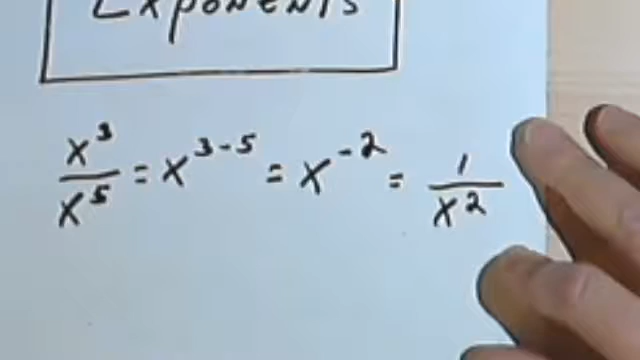 Exponents
x³/x⁵ = x³⁻⁵ = x⁻² = 1/x²